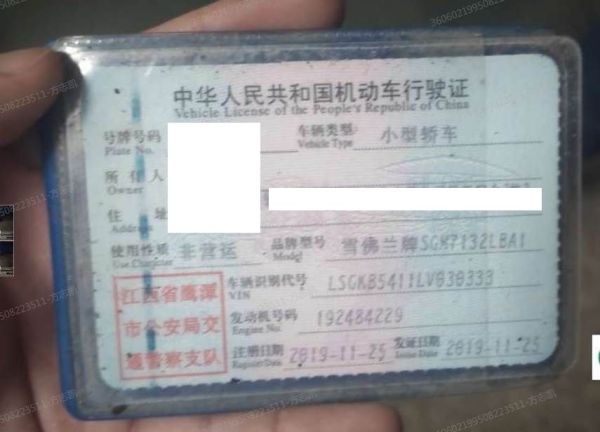 中华人民共和国机动车行驶证
Vehicle License of the People's Republic of China
号牌号码 车辆类型 小型轿车
Plate No. Vehicle Type
所有人
Owner
住址
Address
使用性质 非营运 品牌型号 雪佛兰牌SGM7132LBA1
Use Character Model
江西省鹰潭 车辆识别代号 LSGKB5411LV030333
VIN
市公安局交 发动机号码 192484229
Engine No.
通警察支队 注册日期 2019-11-25 发证日期 2019-11-25
Register Date Issue Date